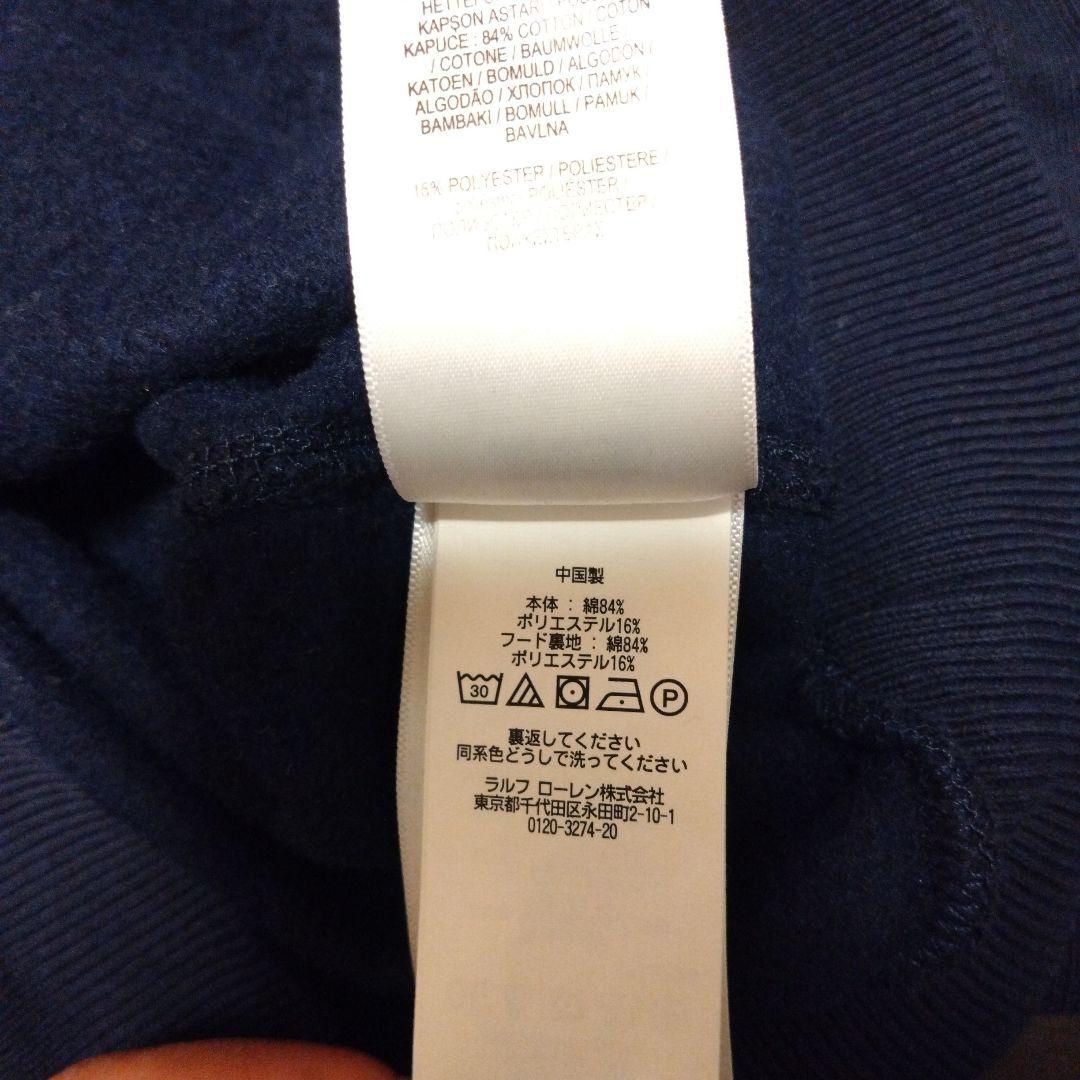 KAPŞON ASTARI
KAPUCE : 84% COTTON / COTON
/ COTONE / BAUMWOLLE /
KATOEN / BOMULD / ALGODÓN /
ALGODÃO / ХЛОПОК / ПАМУК /
BAMBAKI / BOMULL / PAMUK /
BAVLNA
16% POLYESTER / POLIESTERE /
POLIESTER /
中国製
本体 : 綿84%
ポリエステル16%
フード裏地 : 綿84%
ポリエステル16%
30 P
裏返してください
同系色どうしで洗ってください
ラルフ ローレン株式会社
東京都千代田区永田町2-10-1
0120-3274-20